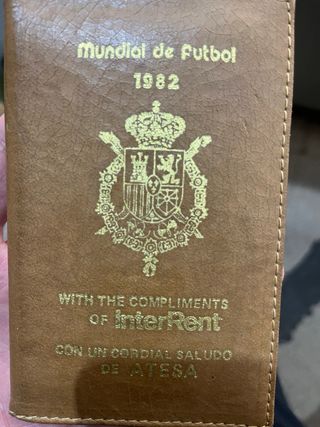 Mundial de Futbol
1982
WITH THE COMPLIMENTS
OF InterRent
CON UN CORDIAL SALUDO
DE ATESA